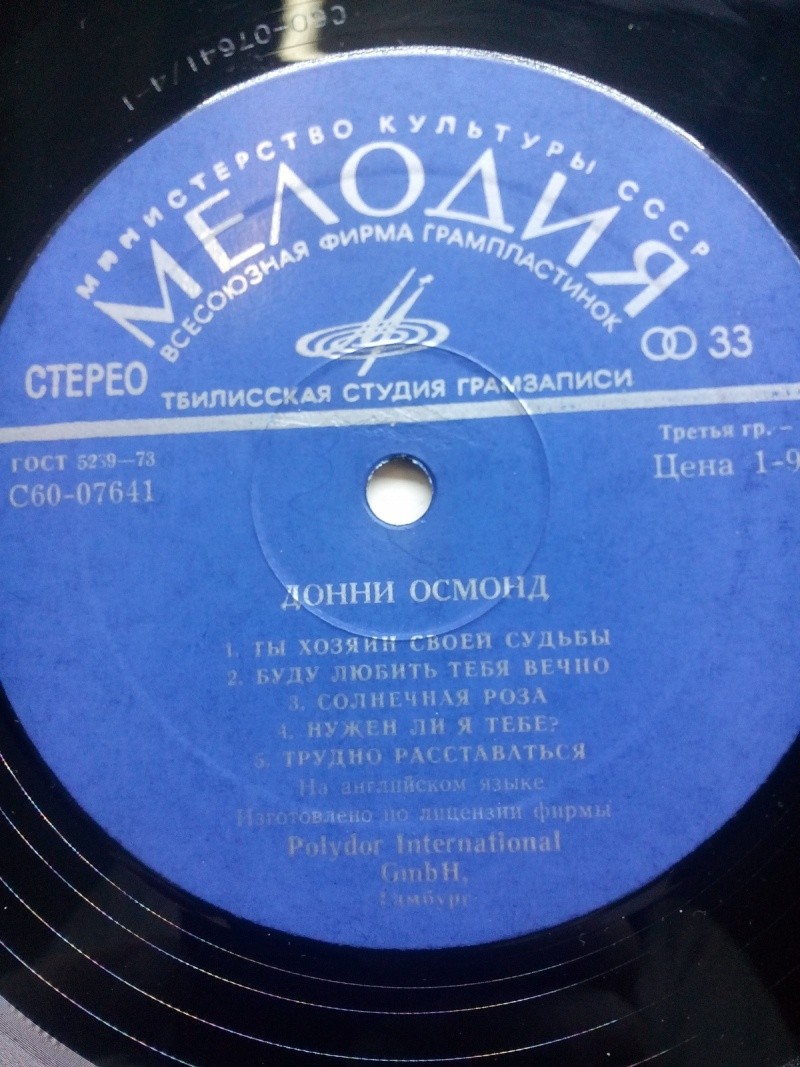 С60-07641/4-1
МИНИСТЕРСТВО КУЛЬТУРЫ СССР
МЕЛОДИЯ
ВСЕСОЮЗНАЯ ФИРМА ГРАМПЛАСТИНОК
СТЕРЕО
33
ТБИЛИССКАЯ СТУДИЯ ГРАМЗАПИСИ
ГОСТ 5289—73
Третья гр. –
С60-07641
Цена 1-9
ДОННИ ОСМОНД
1. ТЫ ХОЗЯИН СВОЕЙ СУДЬБЫ
2. БУДУ ЛЮБИТЬ ТЕБЯ ВЕЧНО
3. СОЛНЕЧНАЯ РОЗА
4. НУЖЕН ЛИ Я ТЕБЕ?
5. ТРУДНО РАССТАВАТЬСЯ
На английском языке
Изготовлено по лицензии фирмы
Polydor International
GmbH,
Гамбург